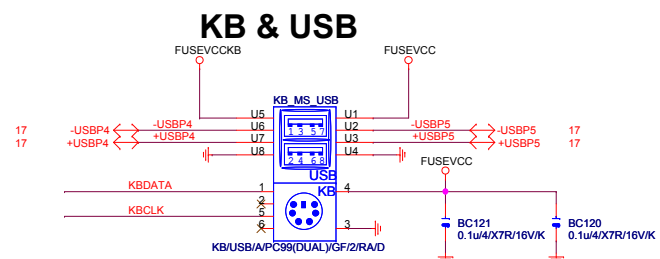 KB & USB
FUSEVCCKB FUSEVCC
KB_MS_USB
U5 U1
17 -USBP4 -USBP4 U6 U2 -USBP5 -USBP5 17
17 +USBP4 +USBP4 U7 U3 +USBP5 +USBP5 17
1 3 5 7
U8 U4
2 4 6 8
FUSEVCC
USB
KBDATA 1 KB 4
2
KBCLK 5
6 3
BC121 BC120
0.1u/4/X7R/16V/K 0.1u/4/X7R/16V/K
KB/USB/A/PC99(DUAL)/GF/2/RA/D